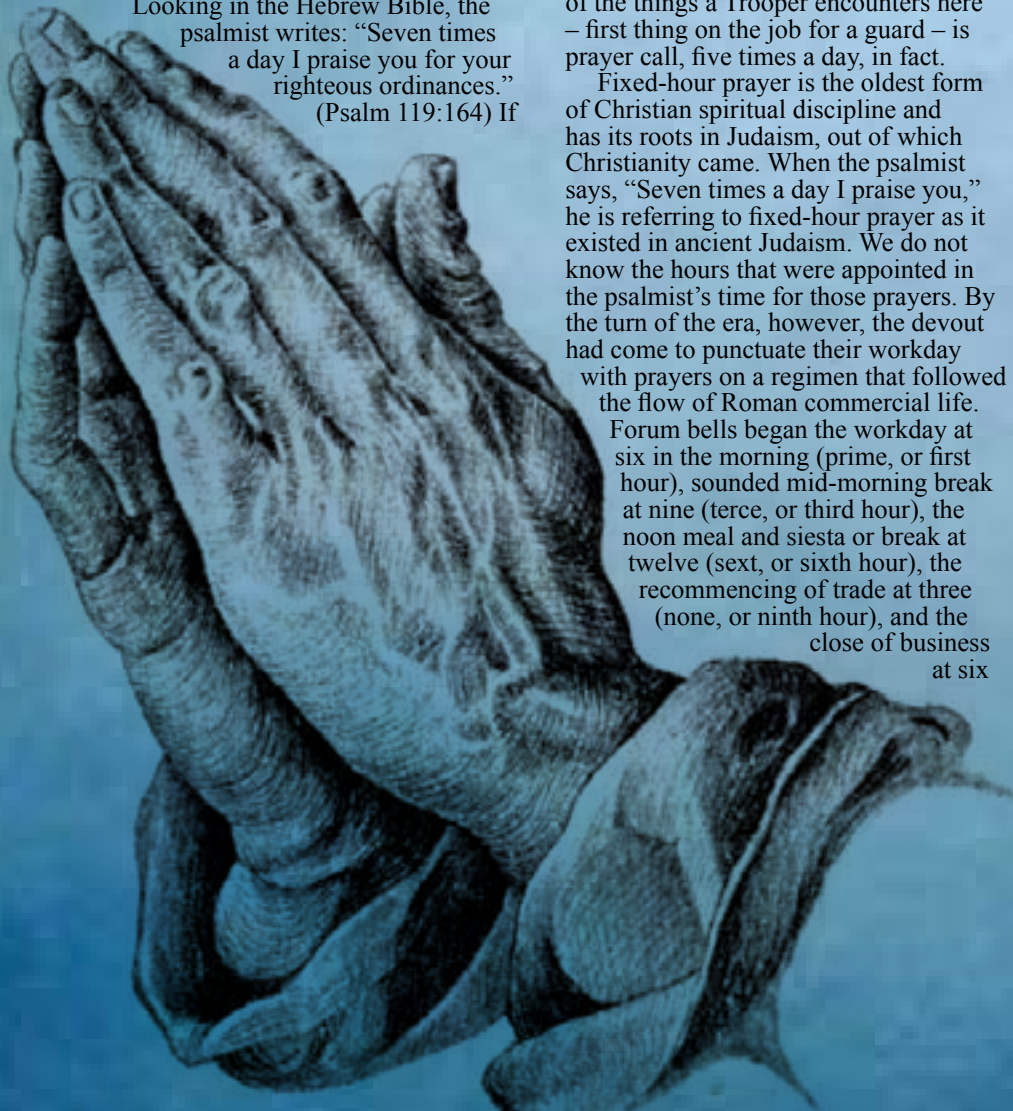 Looking in the Hebrew Bible, the
psalmist writes: “Seven times
a day I praise you for your
righteous ordinances.”
(Psalm 119:164) If
of the things a Trooper encounters here
– first thing on the job for a guard – is
prayer call, five times a day, in fact.
Fixed-hour prayer is the oldest form
of Christian spiritual discipline and
has its roots in Judaism, out of which
Christianity came. When the psalmist
says, “Seven times a day I praise you,”
he is referring to fixed-hour prayer as it
existed in ancient Judaism. We do not
know the hours that were appointed in
the psalmist’s time for those prayers. By
the turn of the era, however, the devout
had come to punctuate their workday
with prayers on a regimen that followed
the flow of Roman commercial life.
Forum bells began the workday at
six in the morning (prime, or first
hour), sounded mid-morning break
at nine (terce, or third hour), the
noon meal and siesta or break at
twelve (sext, or sixth hour), the
recommencing of trade at three
(none, or ninth hour), and the
close of business
at six